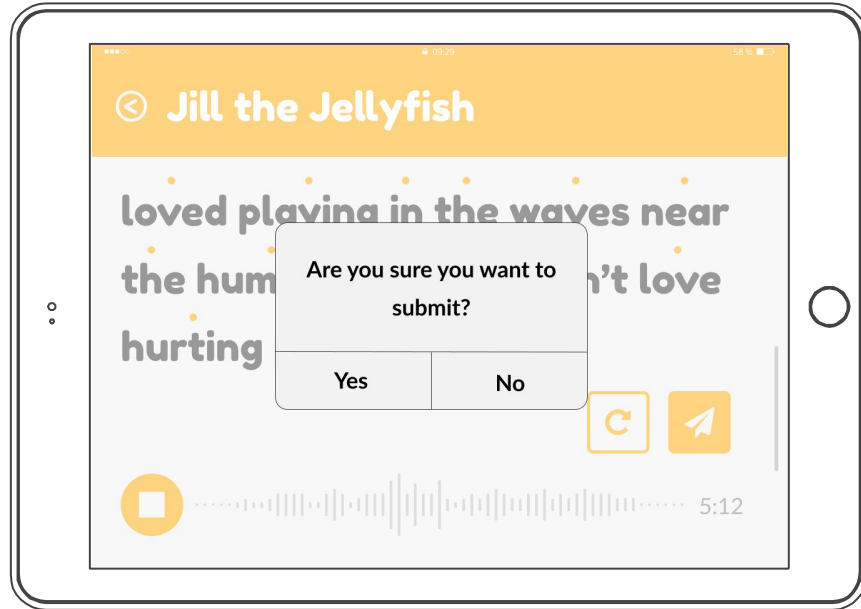 09:29
58 %
Jill the Jellyfish
loved playing in the waves near
the hum
n't love
hurting
Are you sure you want to
submit?
Yes
No
5:12